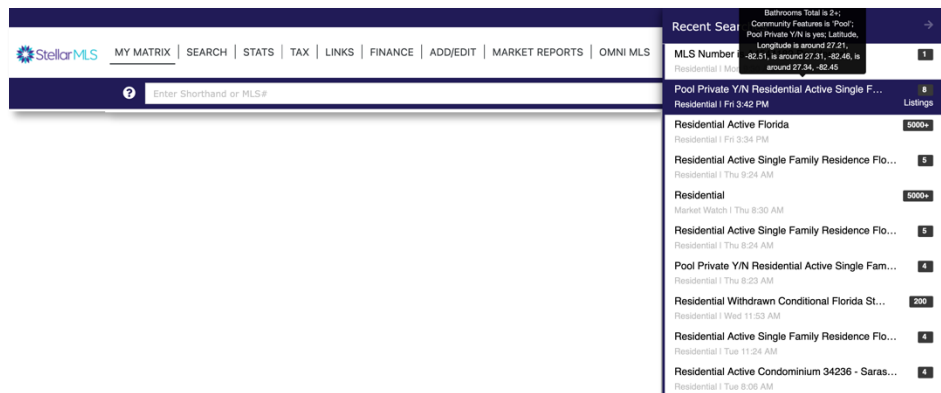 StellarMLS
MY MATRIX | SEARCH | STATS | TAX | LINKS | FINANCE | ADD/EDIT | MARKET REPORTS | OMNI MLS
? Enter Shorthand or MLS#
Recent Sear
Bathrooms Total is 2+;
Community Features is 'Pool';
Pool Private Y/N is yes; Latitude,
Longitude is around 27.21,
-82.51, is around 27.31, -82.46, is
around 27.34, -82.45
MLS Number i 1
Residential | Mo
Pool Private Y/N Residential Active Single F... 8
Residential | Fri 3:42 PM Listings
Residential Active Florida 5000+
Residential | Fri 3:34 PM
Residential Active Single Family Residence Flo... 5
Residential | Thu 9:24 AM
Residential 5000+
Market Watch | Thu 8:30 AM
Residential Active Single Family Residence Flo... 5
Residential | Thu 8:24 AM
Pool Private Y/N Residential Active Single Fam... 4
Residential | Thu 8:23 AM
Residential Withdrawn Conditional Florida St... 200
Residential | Wed 11:53 AM
Residential Active Single Family Residence Flo... 4
Residential | Tue 11:24 AM
Residential Active Condominium 34236 - Saras... 4
Residential | Tue 8:06 AM